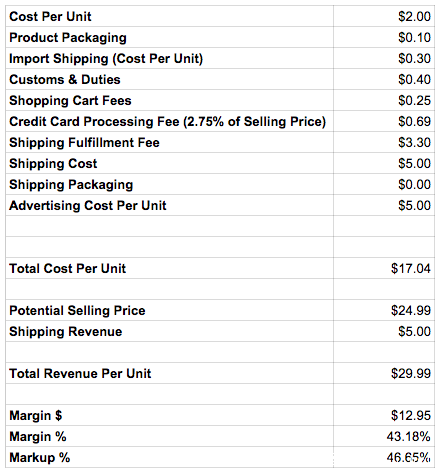 Cost Per Unit $2.00
Product Packaging $0.10
Import Shipping (Cost Per Unit) $0.30
Customs & Duties $0.40
Shopping Cart Fees $0.25
Credit Card Processing Fee (2.75% of Selling Price) $0.69
Shipping Fulfillment Fee $3.30
Shipping Cost $5.00
Shipping Packaging $0.00
Advertising Cost Per Unit $5.00
Total Cost Per Unit $17.04
Potential Selling Price $24.99
Shipping Revenue $5.00
Total Revenue Per Unit $29.99
Margin $ $12.95
Margin % 43.18%
Markup % 46.65%